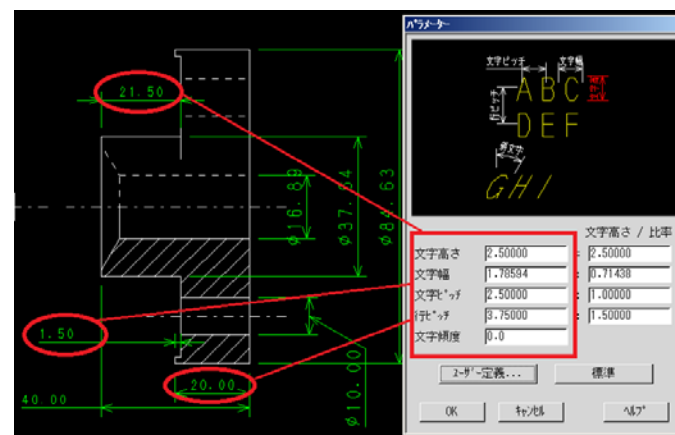 21.50
1.50
20.00
40.00
φ16.89
φ37.64
φ84.63
φ10.00
パラメーター
文字ピッチ
文字幅
行ピッチ
ABC
DEF
GHI
文字高さ / 比率
文字高さ 2.50000 = 2.50000
文字幅 1.78594 : 0.71438
文字ピッチ 2.50000 : 1.00000
行ピッチ 3.75000 : 1.50000
文字傾度 0.0
ユーザー定義...
標準
OK
キャンセル
ヘルプ